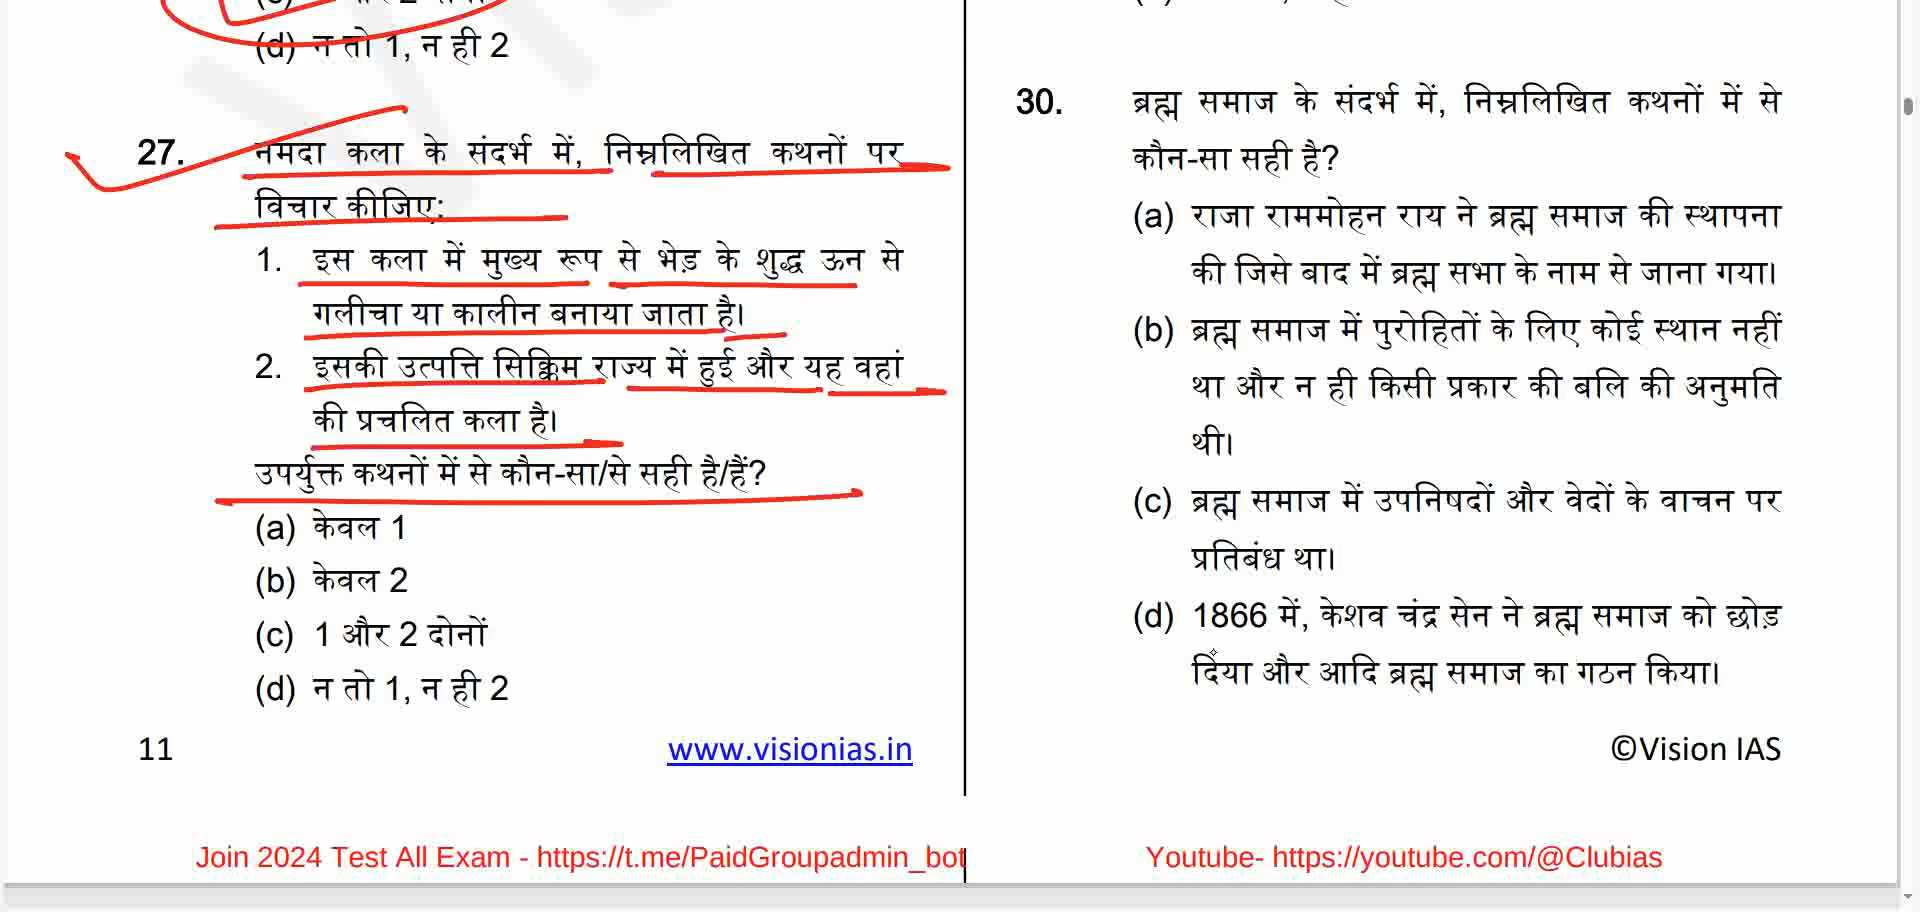 (d) न तो 1, न ही 2
27. नमदा कला के संदर्भ में, निम्नलिखित कथनों पर
विचार कीजिए:
1. इस कला में मुख्य रूप से भेड़ के शुद्ध ऊन से
गलीचा या कालीन बनाया जाता है।
2. इसकी उत्पत्ति सिक्किम राज्य में हुई और यह वहां
की प्रचलित कला है।
उपर्युक्त कथनों में से कौन-सा/से सही है/हैं?
(a) केवल 1
(b) केवल 2
(c) 1 और 2 दोनों
(d) न तो 1, न ही 2
11 www.visionias.in
30. ब्रह्म समाज के संदर्भ में, निम्नलिखित कथनों में से
कौन-सा सही है?
(a) राजा राममोहन राय ने ब्रह्म समाज की स्थापना
की जिसे बाद में ब्रह्म सभा के नाम से जाना गया।
(b) ब्रह्म समाज में पुरोहितों के लिए कोई स्थान नहीं
था और न ही किसी प्रकार की बलि की अनुमति
थी।
(c) ब्रह्म समाज में उपनिषदों और वेदों के वाचन पर
प्रतिबंध था।
(d) 1866 में, केशव चंद्र सेन ने ब्रह्म समाज को छोड़
दिया और आदि ब्रह्म समाज का गठन किया।
©Vision IAS
Join 2024 Test All Exam - https://t.me/PaidGroupadmin_bot
Youtube- https://youtube.com/@Clubias